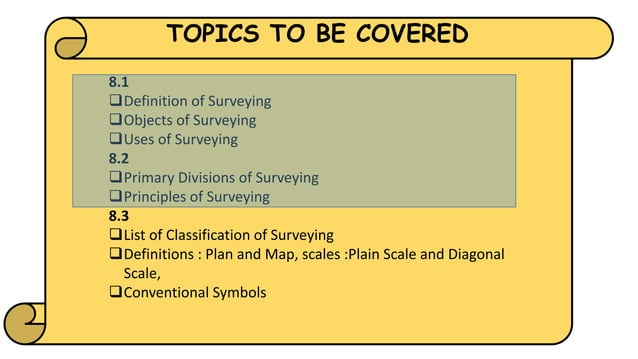 TOPICS TO BE COVERED
8.1
❑Definition of Surveying
❑Objects of Surveying
❑Uses of Surveying
8.2
❑Primary Divisions of Surveying
❑Principles of Surveying
8.3
❑List of Classification of Surveying
❑Definitions : Plan and Map, scales :Plain Scale and Diagonal
Scale,
❑Conventional Symbols